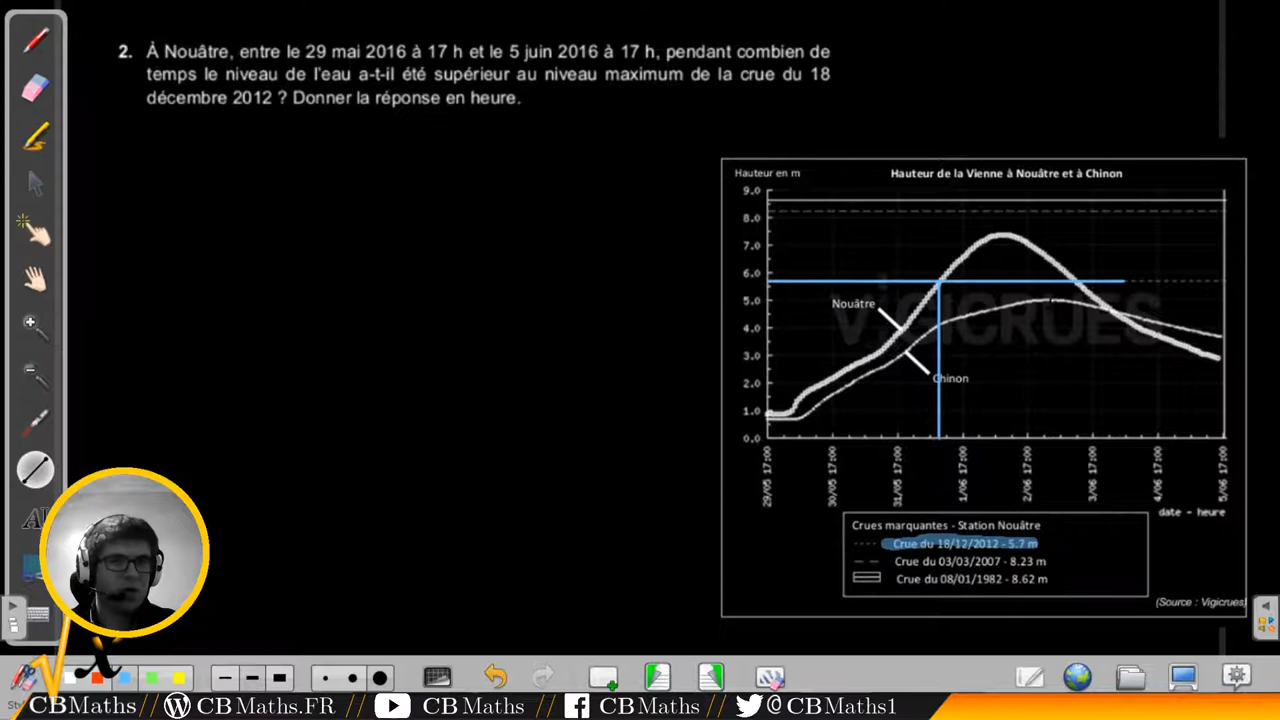 2. À Nouâtre, entre le 29 mai 2016 à 17 h et le 5 juin 2016 à 17 h, pendant combien de
temps le niveau de l'eau a-t-il été supérieur au niveau maximum de la crue du 18
décembre 2012 ? Donner la réponse en heure.
Hauteur en m
Hauteur de la Vienne à Nouâtre et à Chinon
9.0
8.0
7.0
6.0
5.0
4.0
3.0
2.0
1.0
0.0
VIGICRUES
Nouâtre
Chinon
29/05 17:00
30/05 17:00
31/05 17:00
1/06 17:00
2/06 17:00
3/06 17:00
4/06 17:00
5/06 17:00
date - heure
Crues marquantes - Station Nouâtre
Crue du 18/12/2012 - 5.7 m
Crue du 03/03/2007 - 8.23 m
Crue du 08/01/1982 - 8.62 m
(Source : Vigicrues)
CBMaths
CBMaths.FR
CBMaths
CBMaths
@CBMaths1